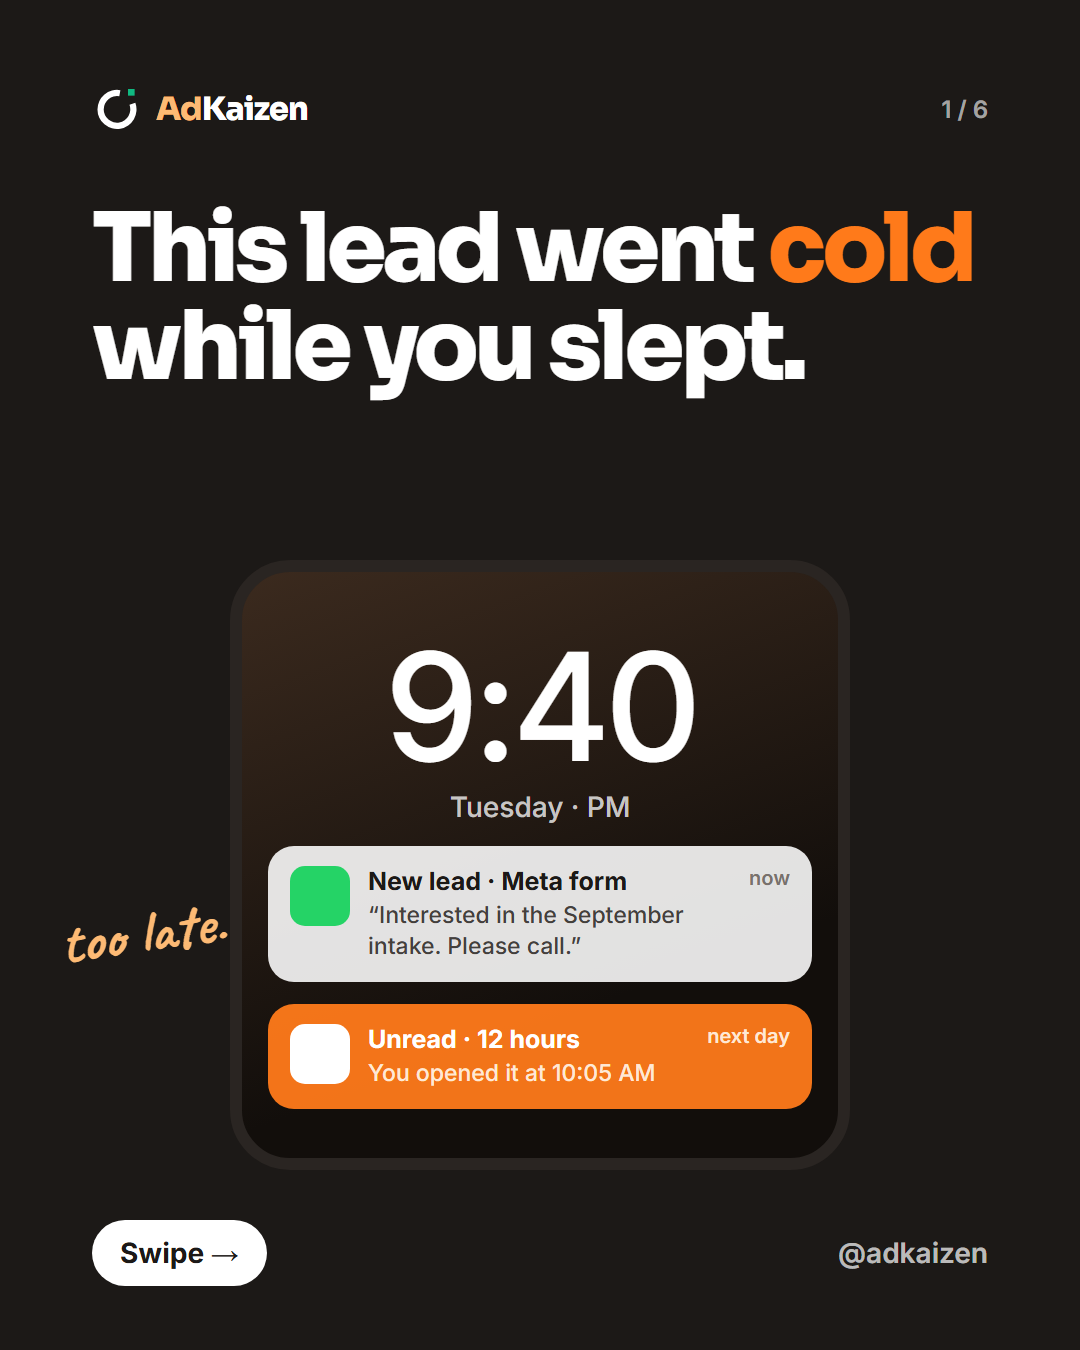 AdKaizen
1 / 6
This lead went cold
while you slept.
9:40
Tuesday · PM
New lead · Meta form
now
“Interested in the September
intake. Please call.”
too late.
Unread · 12 hours
next day
You opened it at 10:05 AM
Swipe →
@adkaizen